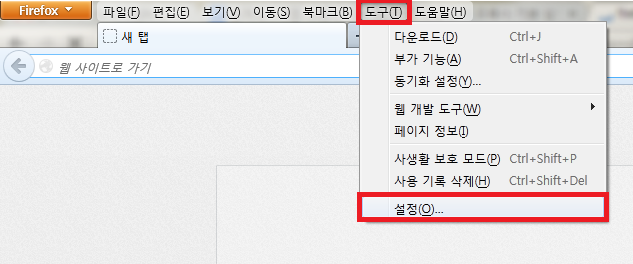 Firefox 파일(F) 편집(E) 보기(V) 이동(S) 북마크(B) 도구(T) 도움말(H)
새 탭
웹 사이트로 가기
다운로드(D) Ctrl+J
부가 기능(A) Ctrl+Shift+A
동기화 설정(Y)...
웹 개발 도구(W)
페이지 정보(I)
사생활 보호 모드(P) Ctrl+Shift+P
사용 기록 삭제(H) Ctrl+Shift+Del
설정(O)...